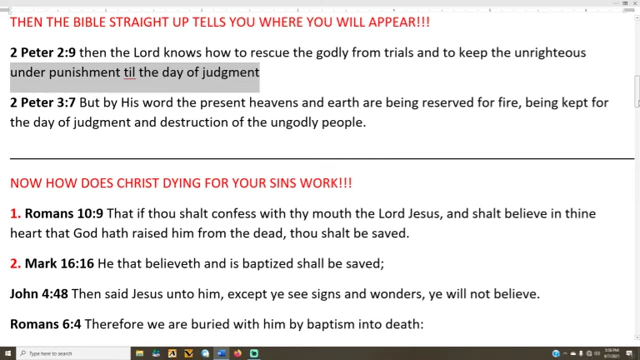 THEN THE BIBLE STRAIGHT UP TELLS YOU WHERE YOU WILL APPEAR!!!
2 Peter 2:9 then the Lord knows how to rescue the godly from trials and to keep the unrighteous
under punishment til the day of judgment
2 Peter 3:7 But by His word the present heavens and earth are being reserved for fire, being kept for
the day of judgment and destruction of the ungodly people.
NOW HOW DOES CHRIST DYING FOR YOUR SINS WORK!!!
1. Romans 10:9 That if thou shalt confess with thy mouth the Lord Jesus, and shalt believe in thine
heart that God hath raised him from the dead, thou shalt be saved.
2. Mark 16:16 He that believeth and is baptized shall be saved;
John 4:48 Then said Jesus unto him, except ye see signs and wonders, ye will not believe.
Romans 6:4 Therefore we are buried with him by baptism into death:
Type here to search